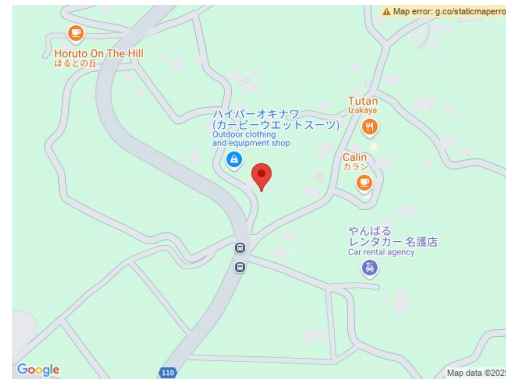 Map error: g.co/staticmaperro
Horuto On The Hill
ほるとの丘
ハイパーオキナワ
(カービーウエットスーツ)
Outdoor clothing
and equipment shop
Tutan
Izakaya
Calin
カラン
やんばる
レンタカー 名護店
Car rental agency
110
Google
Map data ©2025